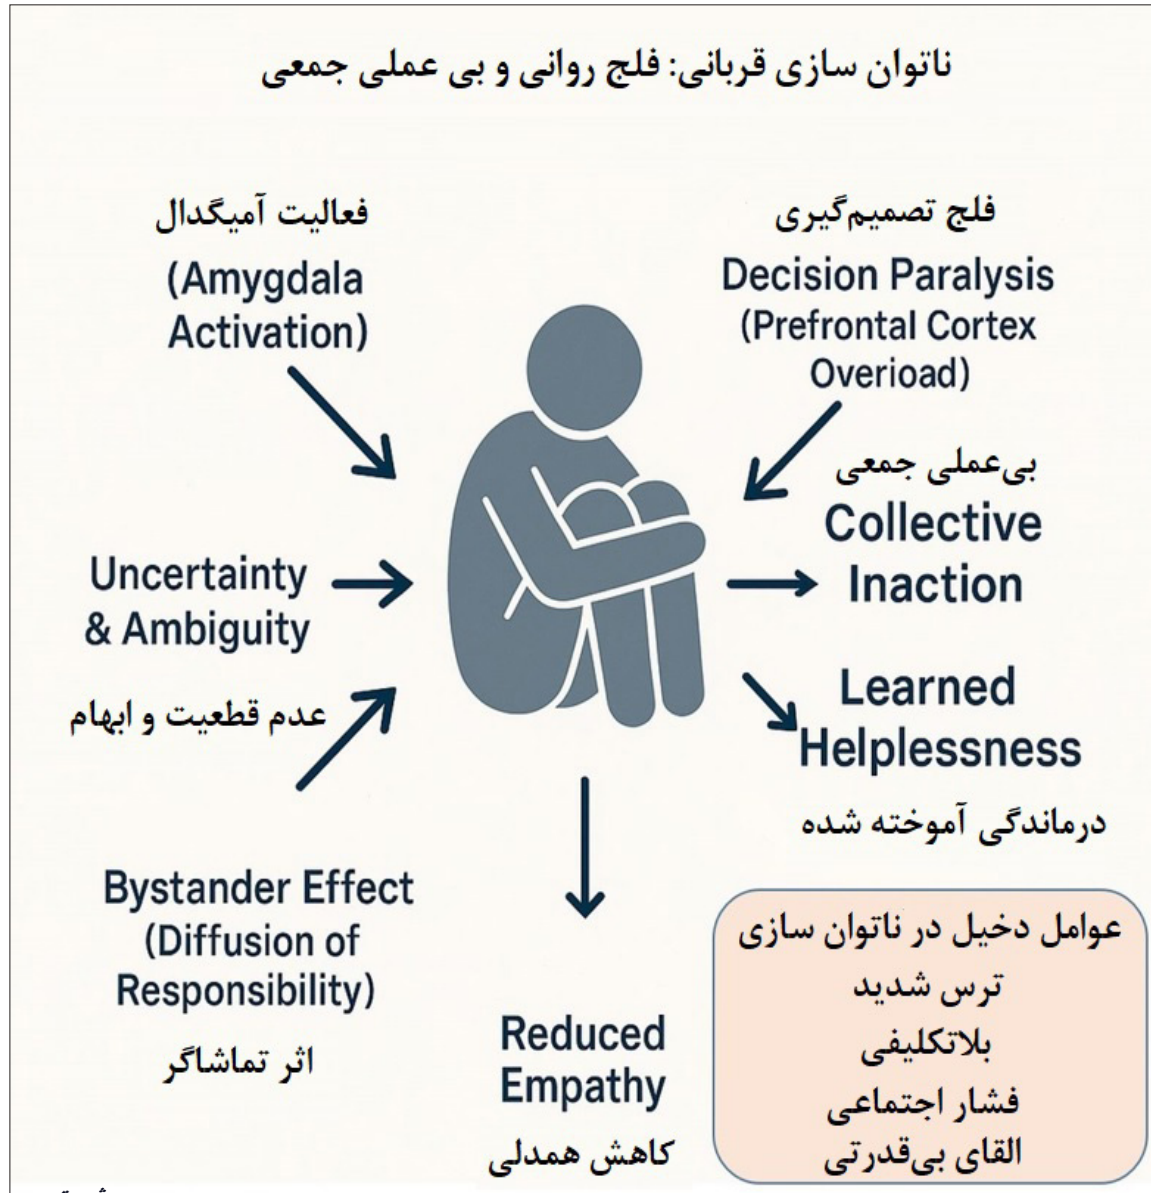 ناتوان سازی قربانی: فلج روانی و بی عملی جمعی
فعالیت آمیگدال
(Amygdala
Activation)
فلج تصمیم‌گیری
Decision Paralysis
(Prefrontal Cortex
Overioad)
بی‌عملی جمعی
Collective
Inaction
Uncertainty
& Ambiguity
عدم قطعیت و ابهام
Learned
Helplessness
درماندگی آموخته شده
Bystander Effect
(Diffusion of
Responsibility)
اثر تماشاگر
Reduced
Empathy
کاهش همدلی
عوامل دخیل در ناتوان سازی
ترس شدید
بلاتکلیفی
فشار اجتماعی
القای بی‌قدرتی